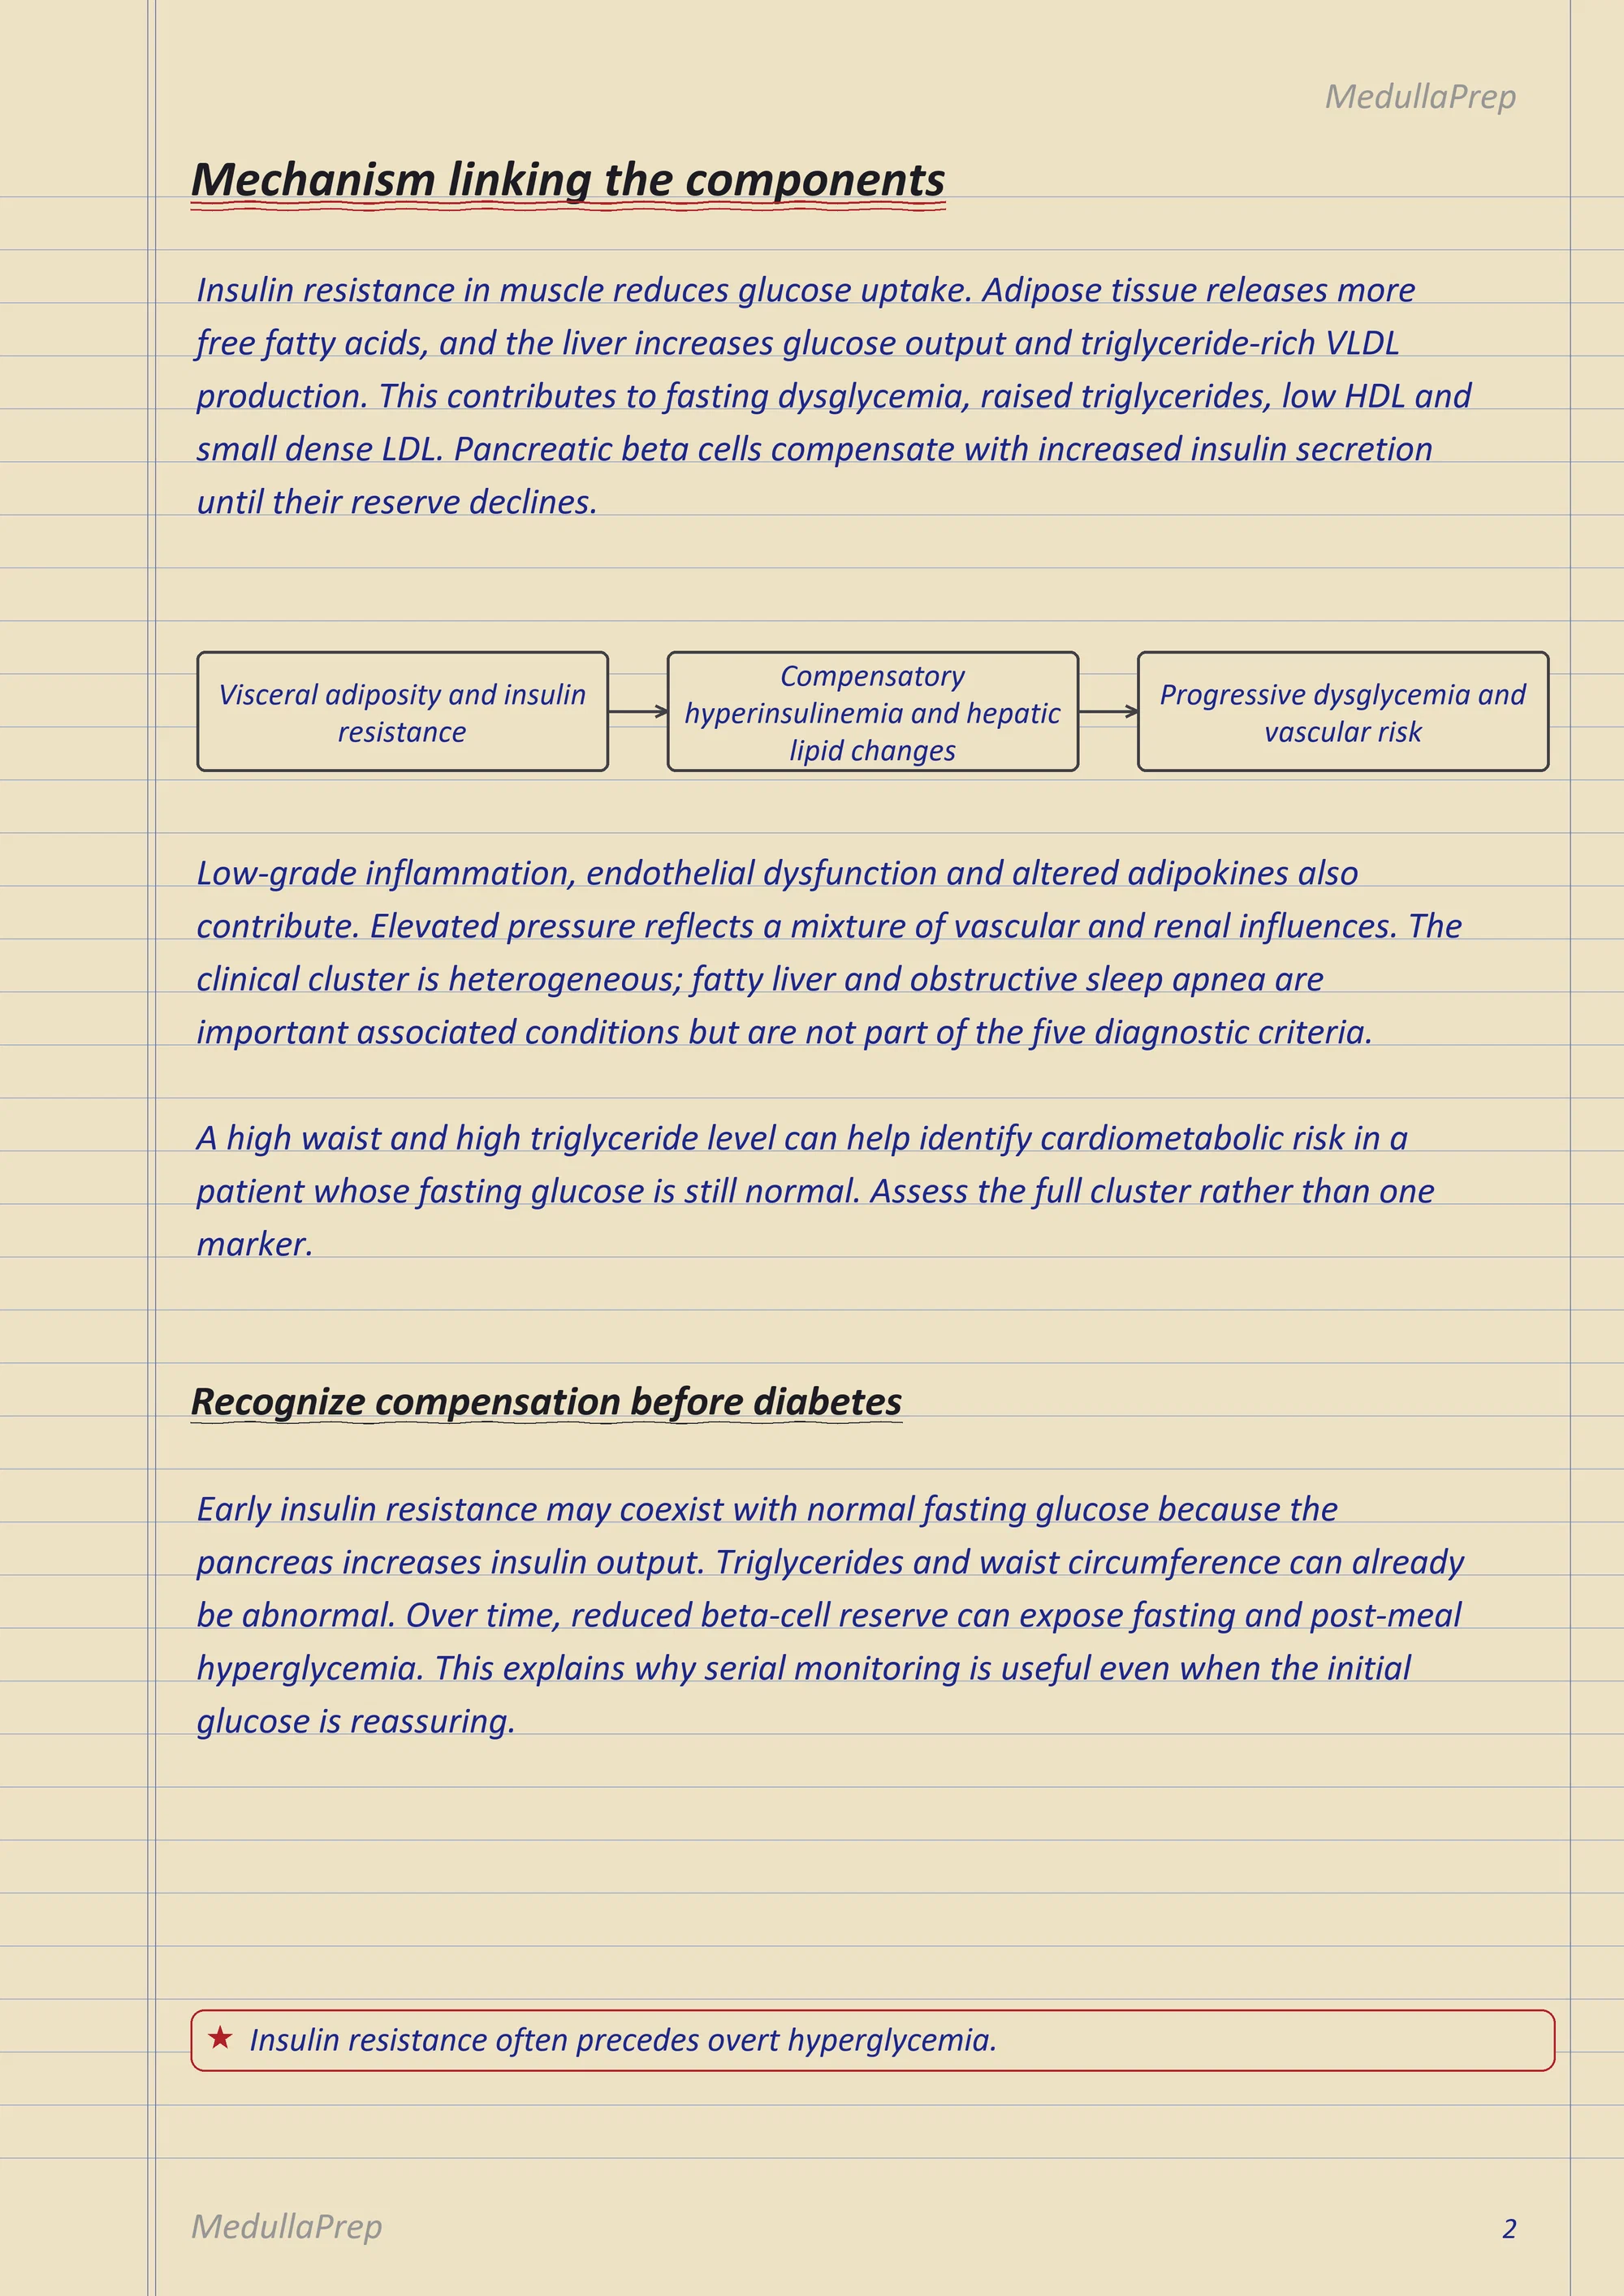 MedullaPrep
Mechanism linking the components
Insulin resistance in muscle reduces glucose uptake. Adipose tissue releases more
free fatty acids, and the liver increases glucose output and triglyceride-rich VLDL
production. This contributes to fasting dysglycemia, raised triglycerides, low HDL and
small dense LDL. Pancreatic beta cells compensate with increased insulin secretion
until their reserve declines.
Visceral adiposity and insulin
resistance
Compensatory
hyperinsulinemia and hepatic
lipid changes
Progressive dysglycemia and
vascular risk
Low-grade inflammation, endothelial dysfunction and altered adipokines also
contribute. Elevated pressure reflects a mixture of vascular and renal influences. The
clinical cluster is heterogeneous; fatty liver and obstructive sleep apnea are
important associated conditions but are not part of the five diagnostic criteria.
A high waist and high triglyceride level can help identify cardiometabolic risk in a
patient whose fasting glucose is still normal. Assess the full cluster rather than one
marker.
Recognize compensation before diabetes
Early insulin resistance may coexist with normal fasting glucose because the
pancreas increases insulin output. Triglycerides and waist circumference can already
be abnormal. Over time, reduced beta-cell reserve can expose fasting and post-meal
hyperglycemia. This explains why serial monitoring is useful even when the initial
glucose is reassuring.
★ Insulin resistance often precedes overt hyperglycemia.
MedullaPrep
2